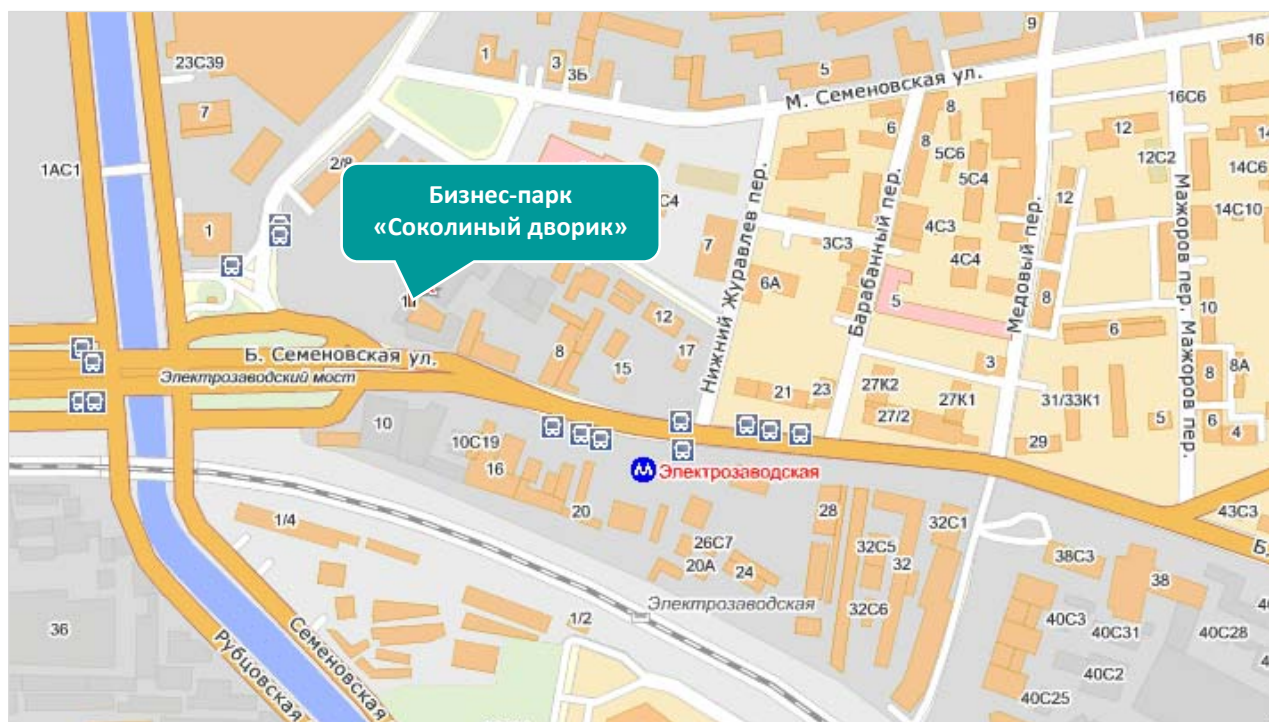 9
16
23С39
1
3
3Б
5
М. Семеновская ул.
16С6
7
8
6
8
12
14
5С6
12С2
14С6
1АС1
2/8
5С4
12
Бизнес-парк
«Соколиный дворик»
С4
Нижний Журавлев пер.
Барабанный пер.
Медовый пер.
Мажоров пер.
Мажоров пер.
14С10
1
7
3С3
4С3
4С4
6А
5
8
10
12
6
Б. Семеновская ул.
8
15
17
3
8
8А
Электрозаводский мост
21
23
27К2
27К1
31/33К1
27/2
5
6
4
10
10С19
29
16
Электрозаводская
20
28
32С1
43С3
1/4
26С7
32С5
38С3
20А
24
32
38
Электрозаводская
32С6
1/2
36
40С3
40С31
40С28
40С2
40С25
Рубцовская
Семеновская